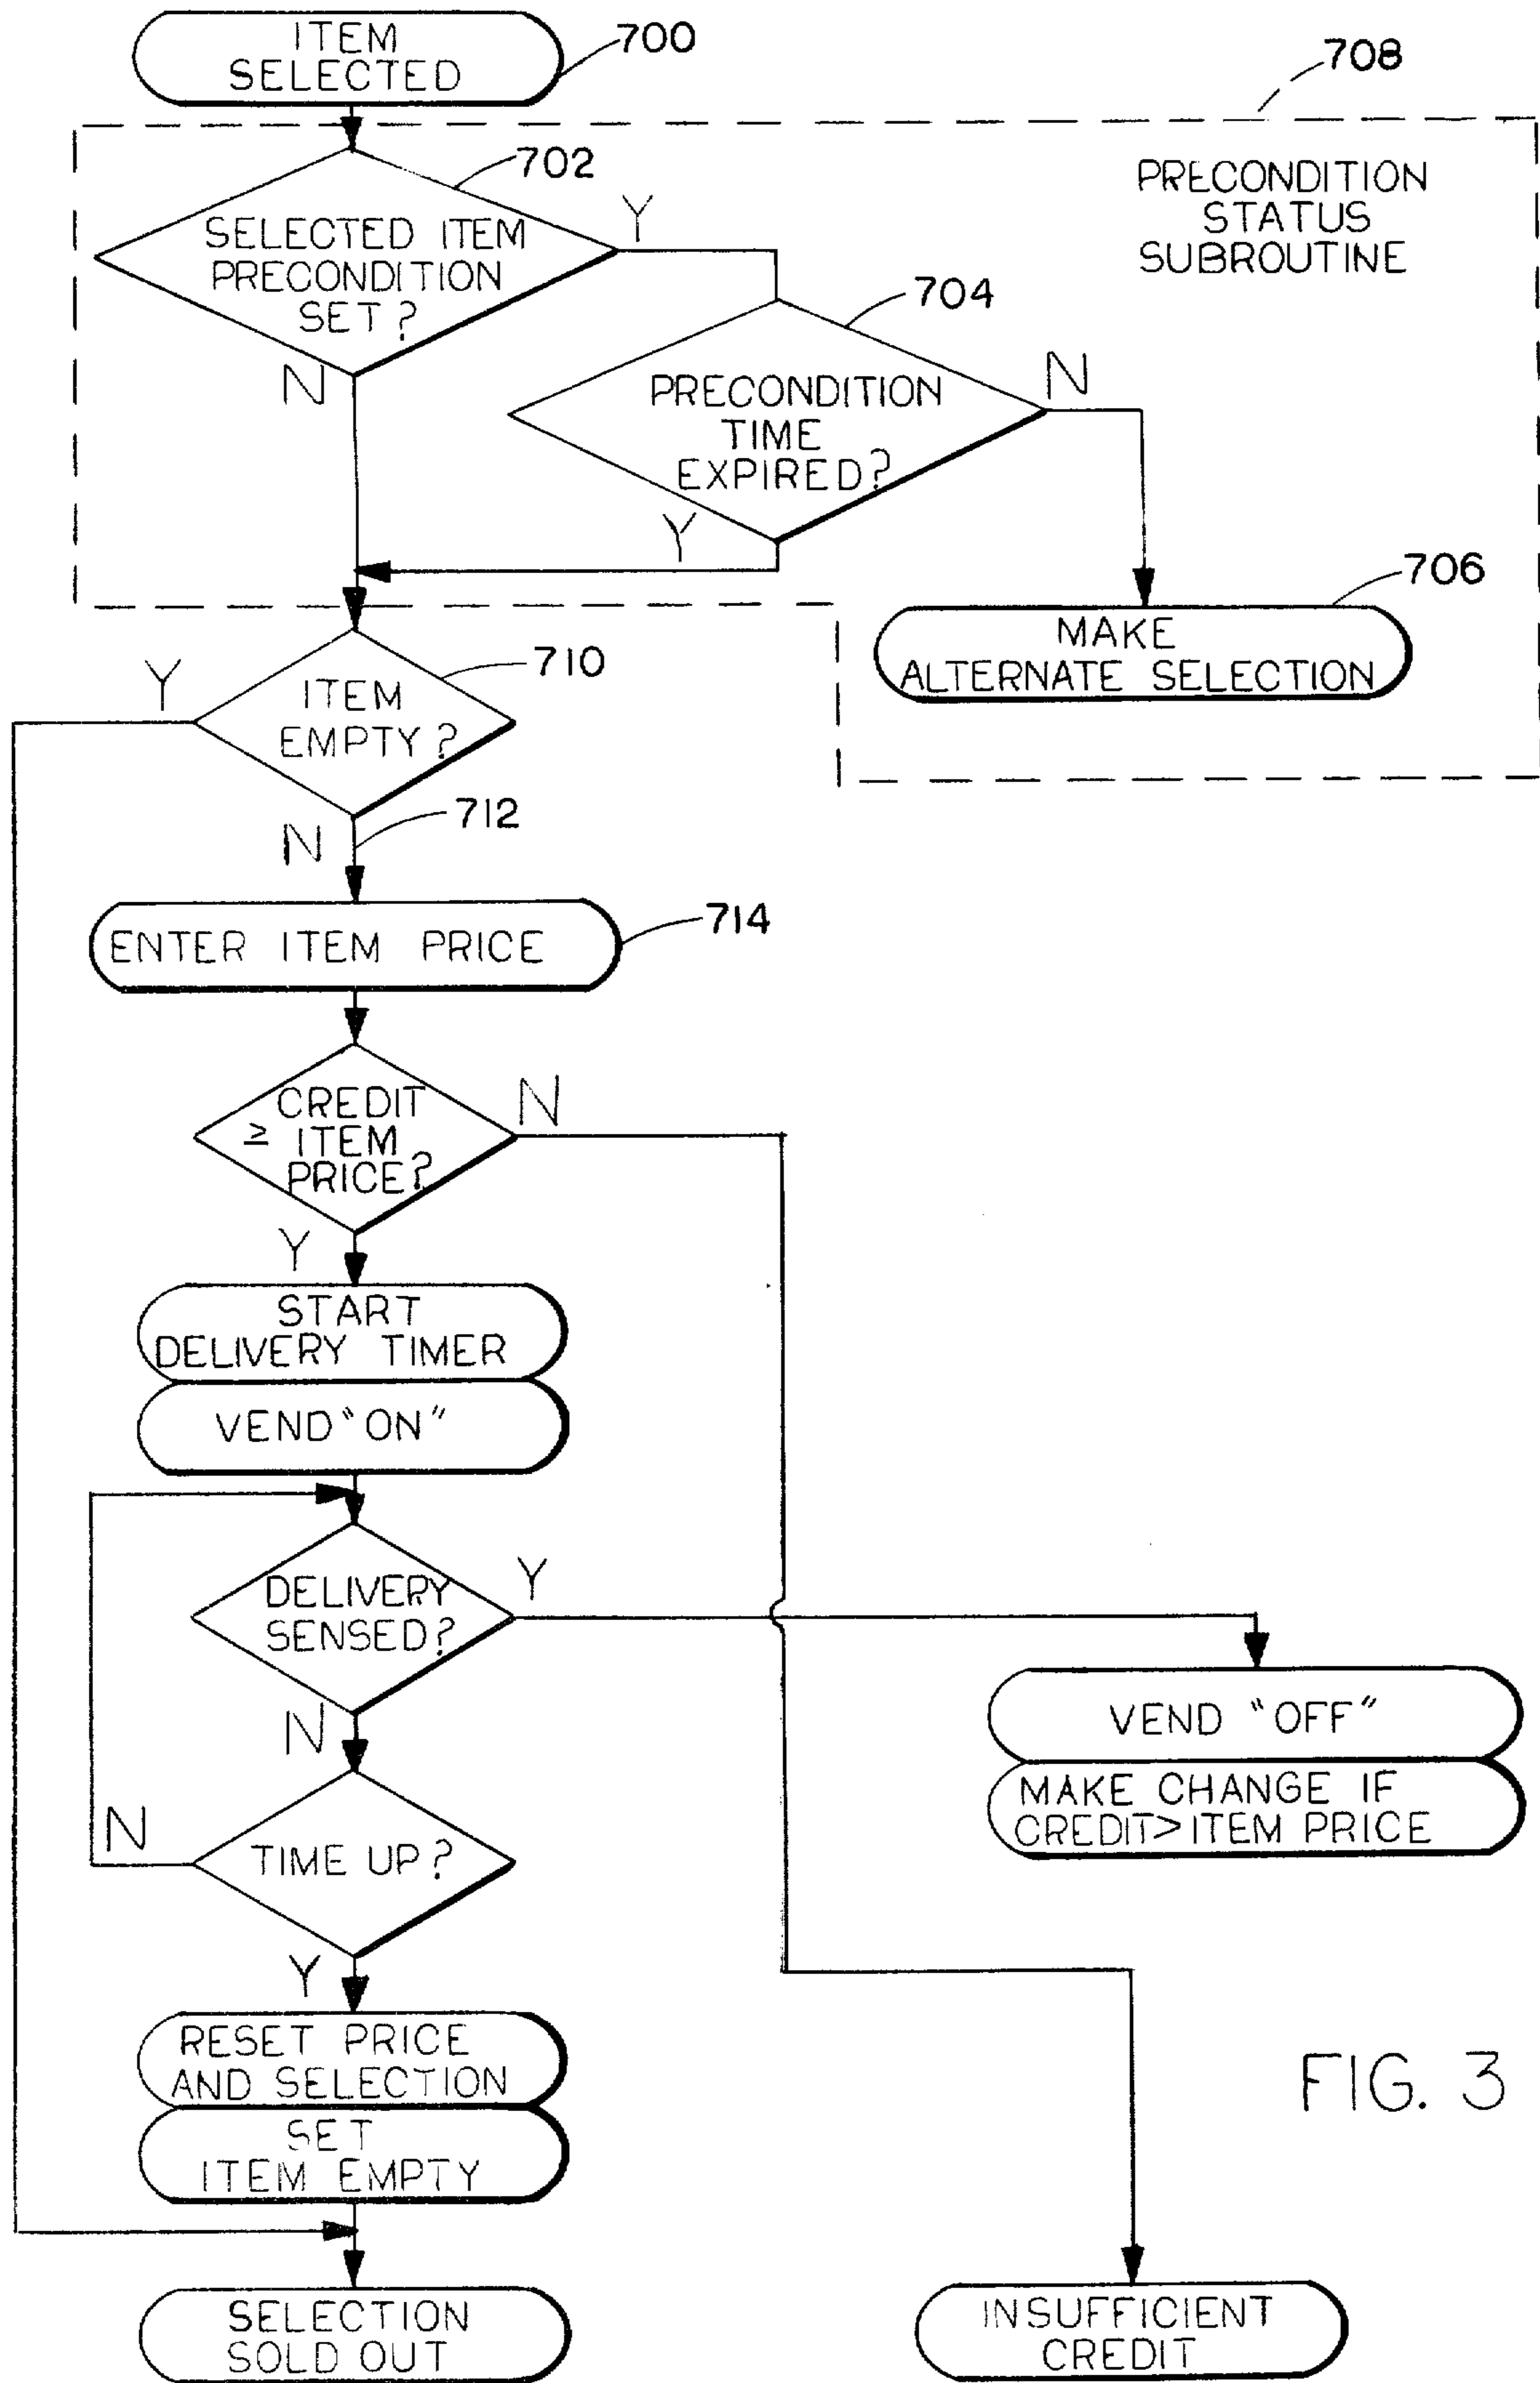 ITEM
SELECTED
700
708
702
PRECONDITION
STATUS
SUBROUTINE
SELECTED ITEM
PRECONDITION
SET?
Y
N
704
PRECONDITION
TIME
EXPIRED?
N
Y
706
MAKE
ALTERNATE SELECTION
710
ITEM
EMPTY?
Y
N
712
ENTER ITEM PRICE
714
CREDIT
≥ ITEM
PRICE?
N
Y
START
DELIVERY TIMER
VEND "ON"
DELIVERY
SENSED?
Y
N
VEND "OFF"
MAKE CHANGE IF
CREDIT>ITEM PRICE
TIME UP?
N
Y
RESET PRICE
AND SELECTION
SET
ITEM EMPTY
FIG. 3
SELECTION
SOLD OUT
INSUFFICIENT
CREDIT